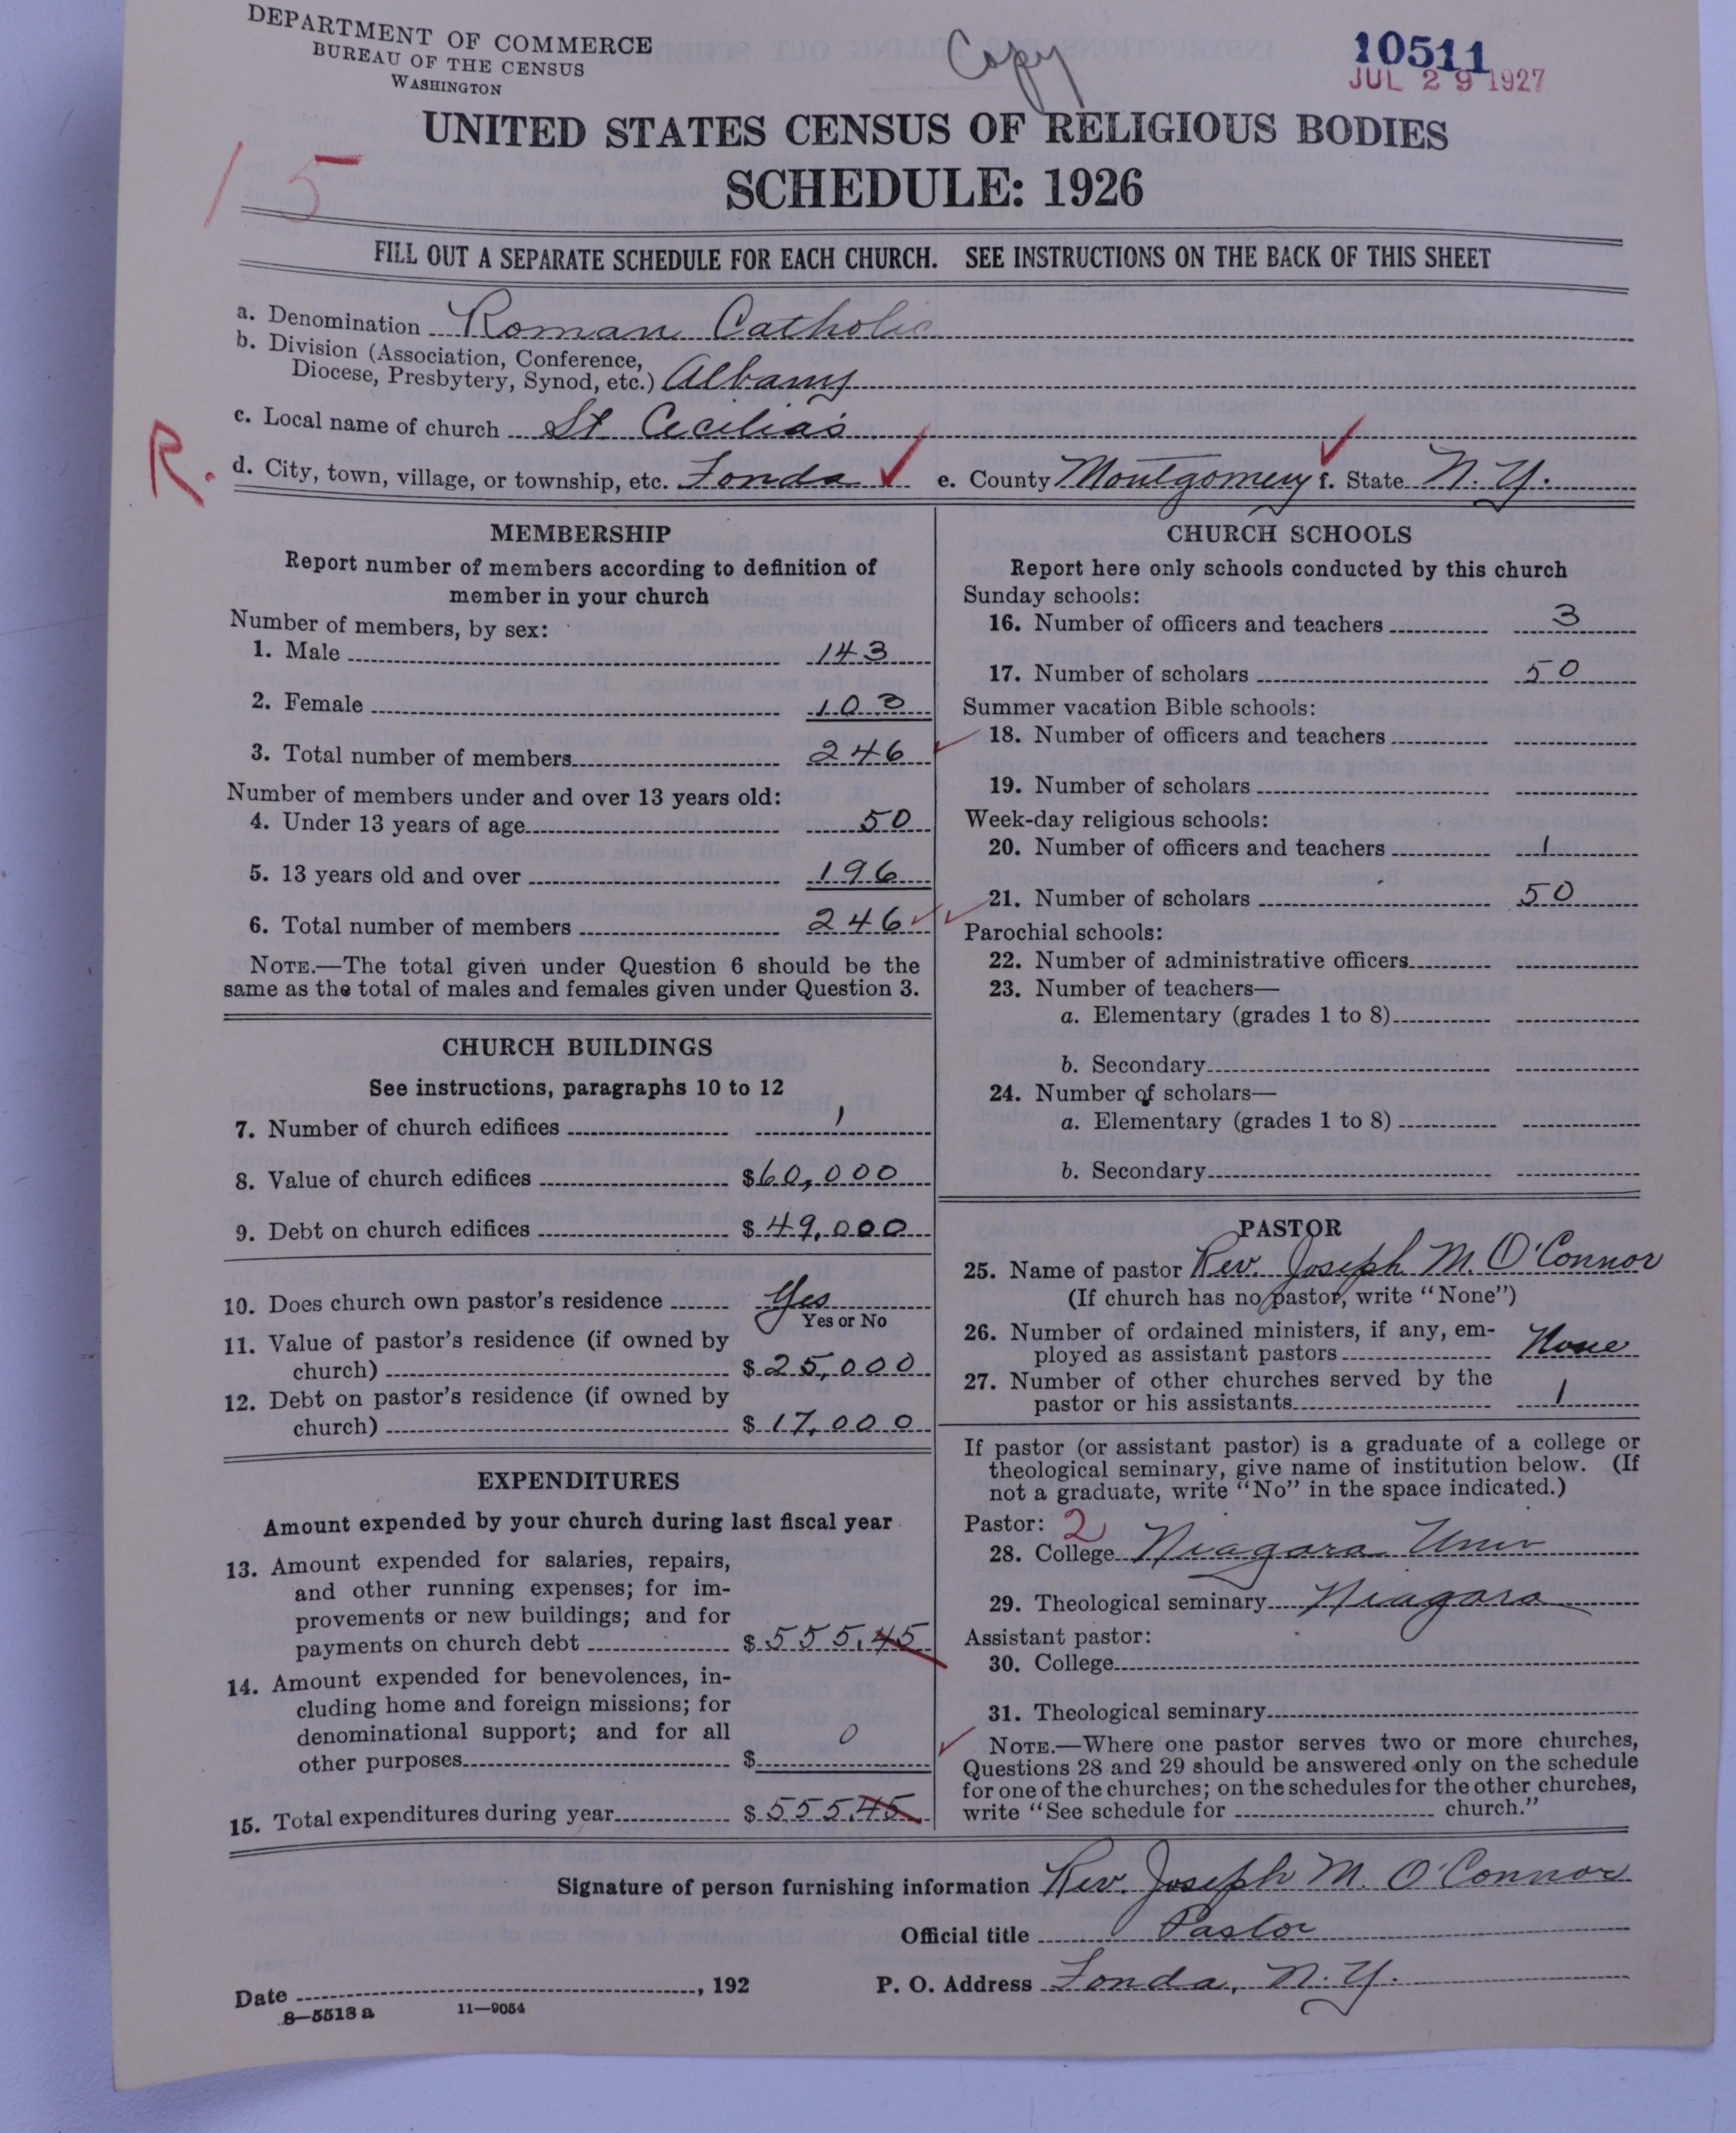 DEPARTMENT OF COMMERCE
BUREAU OF THE CENSUS
WASHINGTON
Copy
10511
JUL 29 1927
UNITED STATES CENSUS OF RELIGIOUS BODIES
SCHEDULE: 1926
15
FILL OUT A SEPARATE SCHEDULE FOR EACH CHURCH. SEE INSTRUCTIONS ON THE BACK OF THIS SHEET
a. Denomination Roman Catholic
b. Division (Association, Conference,
Diocese, Presbytery, Synod, etc.) Albany
c. Local name of church St. Cecilia's
R. d. City, town, village, or township, etc. Fonda ✓ e. County Montgomery ✓ f. State N.Y.
MEMBERSHIP
Report number of members according to definition of
member in your church
Number of members, by sex:
1. Male 143
2. Female 103
3. Total number of members 246
Number of members under and over 13 years old:
4. Under 13 years of age 50
5. 13 years old and over 196
6. Total number of members 246
NOTE.—The total given under Question 6 should be the
same as the total of males and females given under Question 3.
CHURCH BUILDINGS
See instructions, paragraphs 10 to 12
7. Number of church edifices 1
8. Value of church edifices $60,000
9. Debt on church edifices $49,000
10. Does church own pastor's residence Yes
Yes or No
11. Value of pastor's residence (if owned by
church) $25,000
12. Debt on pastor's residence (if owned by
church) $17,000
EXPENDITURES
Amount expended by your church during last fiscal year
13. Amount expended for salaries, repairs,
and other running expenses; for im-
provements or new buildings; and for
payments on church debt $555.45
14. Amount expended for benevolences, in-
cluding home and foreign missions; for
denominational support; and for all
other purposes $ 0
15. Total expenditures during year $555.45
CHURCH SCHOOLS
Report here only schools conducted by this church
Sunday schools:
16. Number of officers and teachers 3
17. Number of scholars 50
Summer vacation Bible schools:
18. Number of officers and teachers
19. Number of scholars
Week-day religious schools:
20. Number of officers and teachers 1
21. Number of scholars 50
Parochial schools:
22. Number of administrative officers
23. Number of teachers—
a. Elementary (grades 1 to 8)
b. Secondary
24. Number of scholars—
a. Elementary (grades 1 to 8)
b. Secondary
PASTOR
25. Name of pastor Rev. Joseph M. O'Connor
(If church has no pastor, write "None")
26. Number of ordained ministers, if any, em-
ployed as assistant pastors None
27. Number of other churches served by the
pastor or his assistants 1
If pastor (or assistant pastor) is a graduate of a college or
theological seminary, give name of institution below. (If
not a graduate, write "No" in the space indicated.)
Pastor: 2
28. College Niagara Univ
29. Theological seminary Niagara
Assistant pastor:
30. College
31. Theological seminary
NOTE.—Where one pastor serves two or more churches,
Questions 28 and 29 should be answered only on the schedule
for one of the churches; on the schedules for the other churches,
write "See schedule for church."
Signature of person furnishing information Rev. Joseph M. O'Connor
Official title Pastor
Date , 192 P. O. Address Fonda, N.Y.
8—5518 a 11—9054